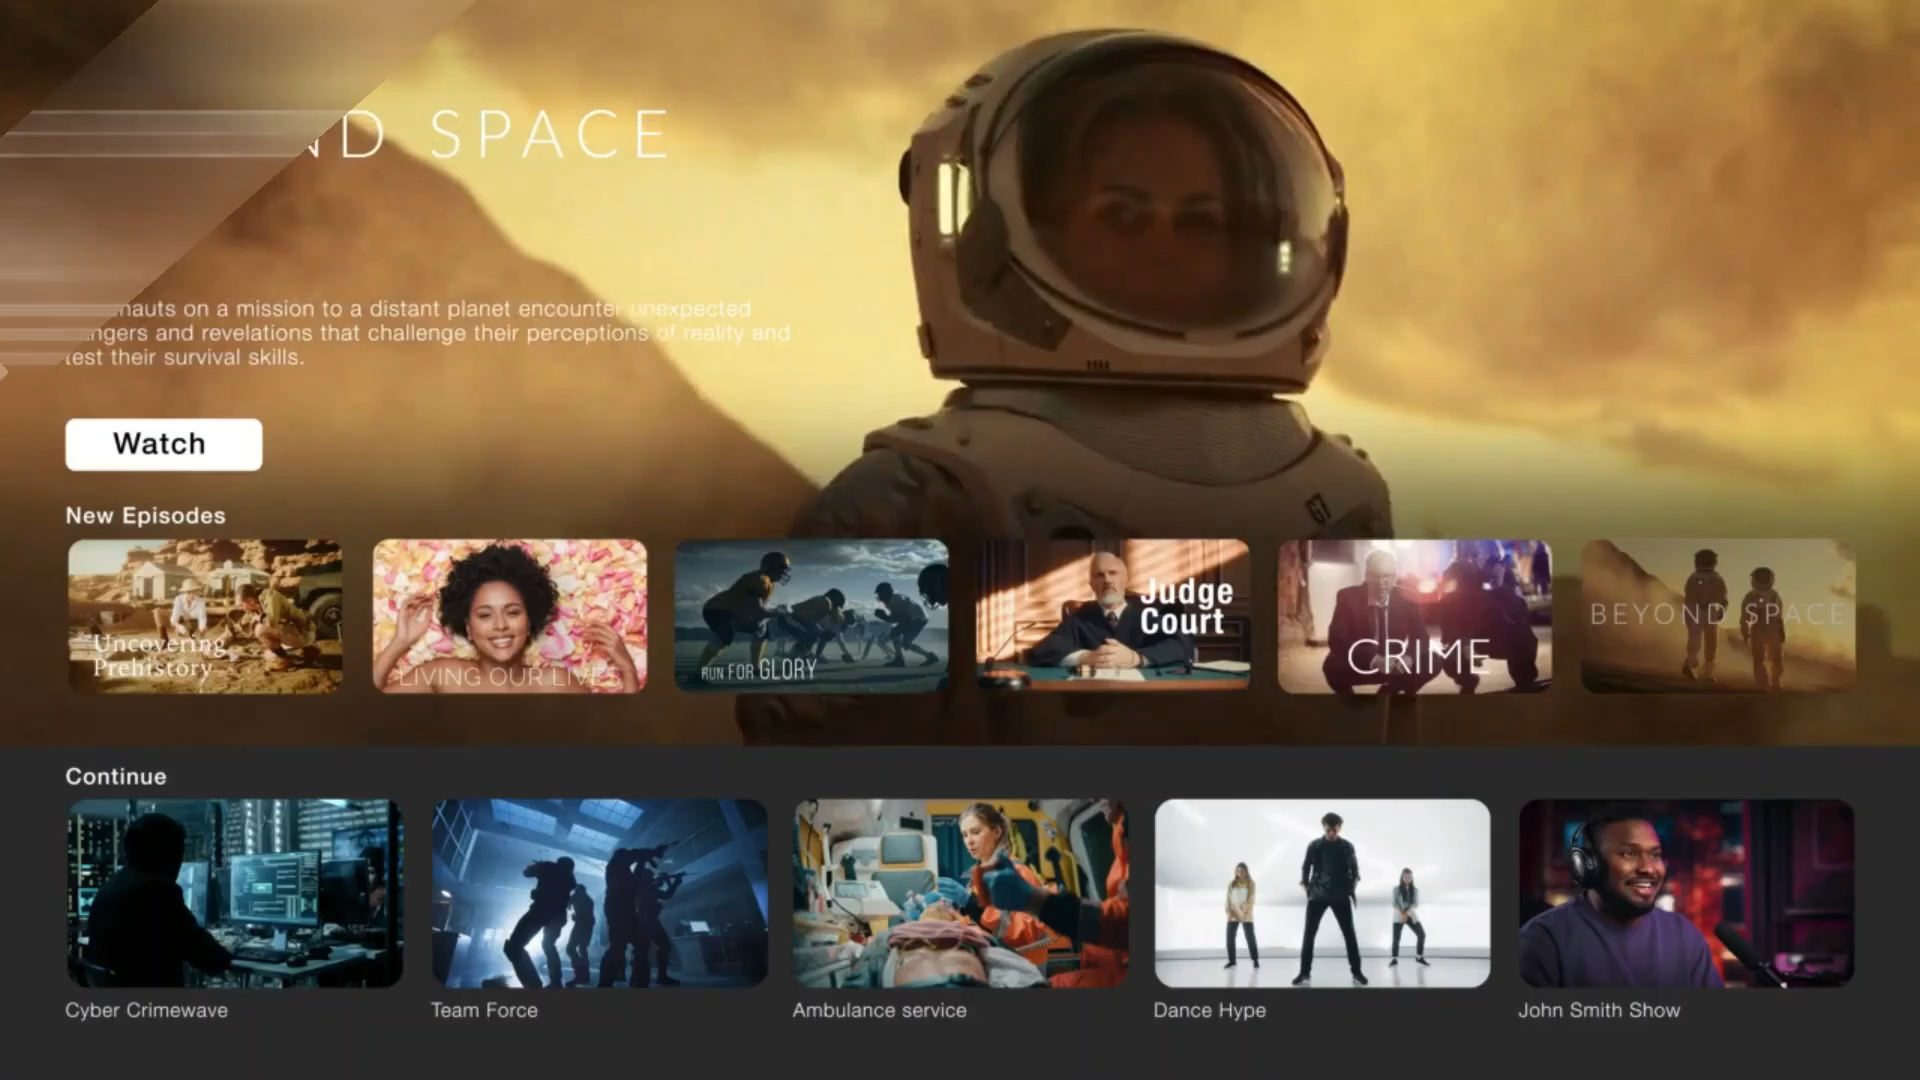 ND SPACE
nauts on a mission to a distant planet encounter unexpected
ngers and revelations that challenge their perceptions of reality and
test their survival skills.
Watch
New Episodes
Uncovering
Prehistory
LIVING OUR LIVES
RUN FOR GLORY
Judge
Court
CRIME
BEYOND SPACE
G7
Continue
Cyber Crimewave
Team Force
Ambulance service
Dance Hype
John Smith Show